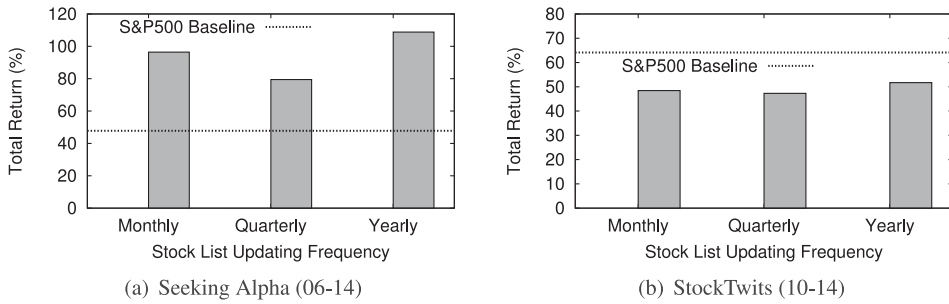 120
100
80
60
40
20
0
Total Return (%)
S&P500 Baseline
Monthly Quarterly Yearly
Stock List Updating Frequency
(a) Seeking Alpha (06-14)
80
70
60
50
40
30
20
10
0
Total Return (%)
S&P500 Baseline
Monthly Quarterly Yearly
Stock List Updating Frequency
(b) StockTwits (10-14)